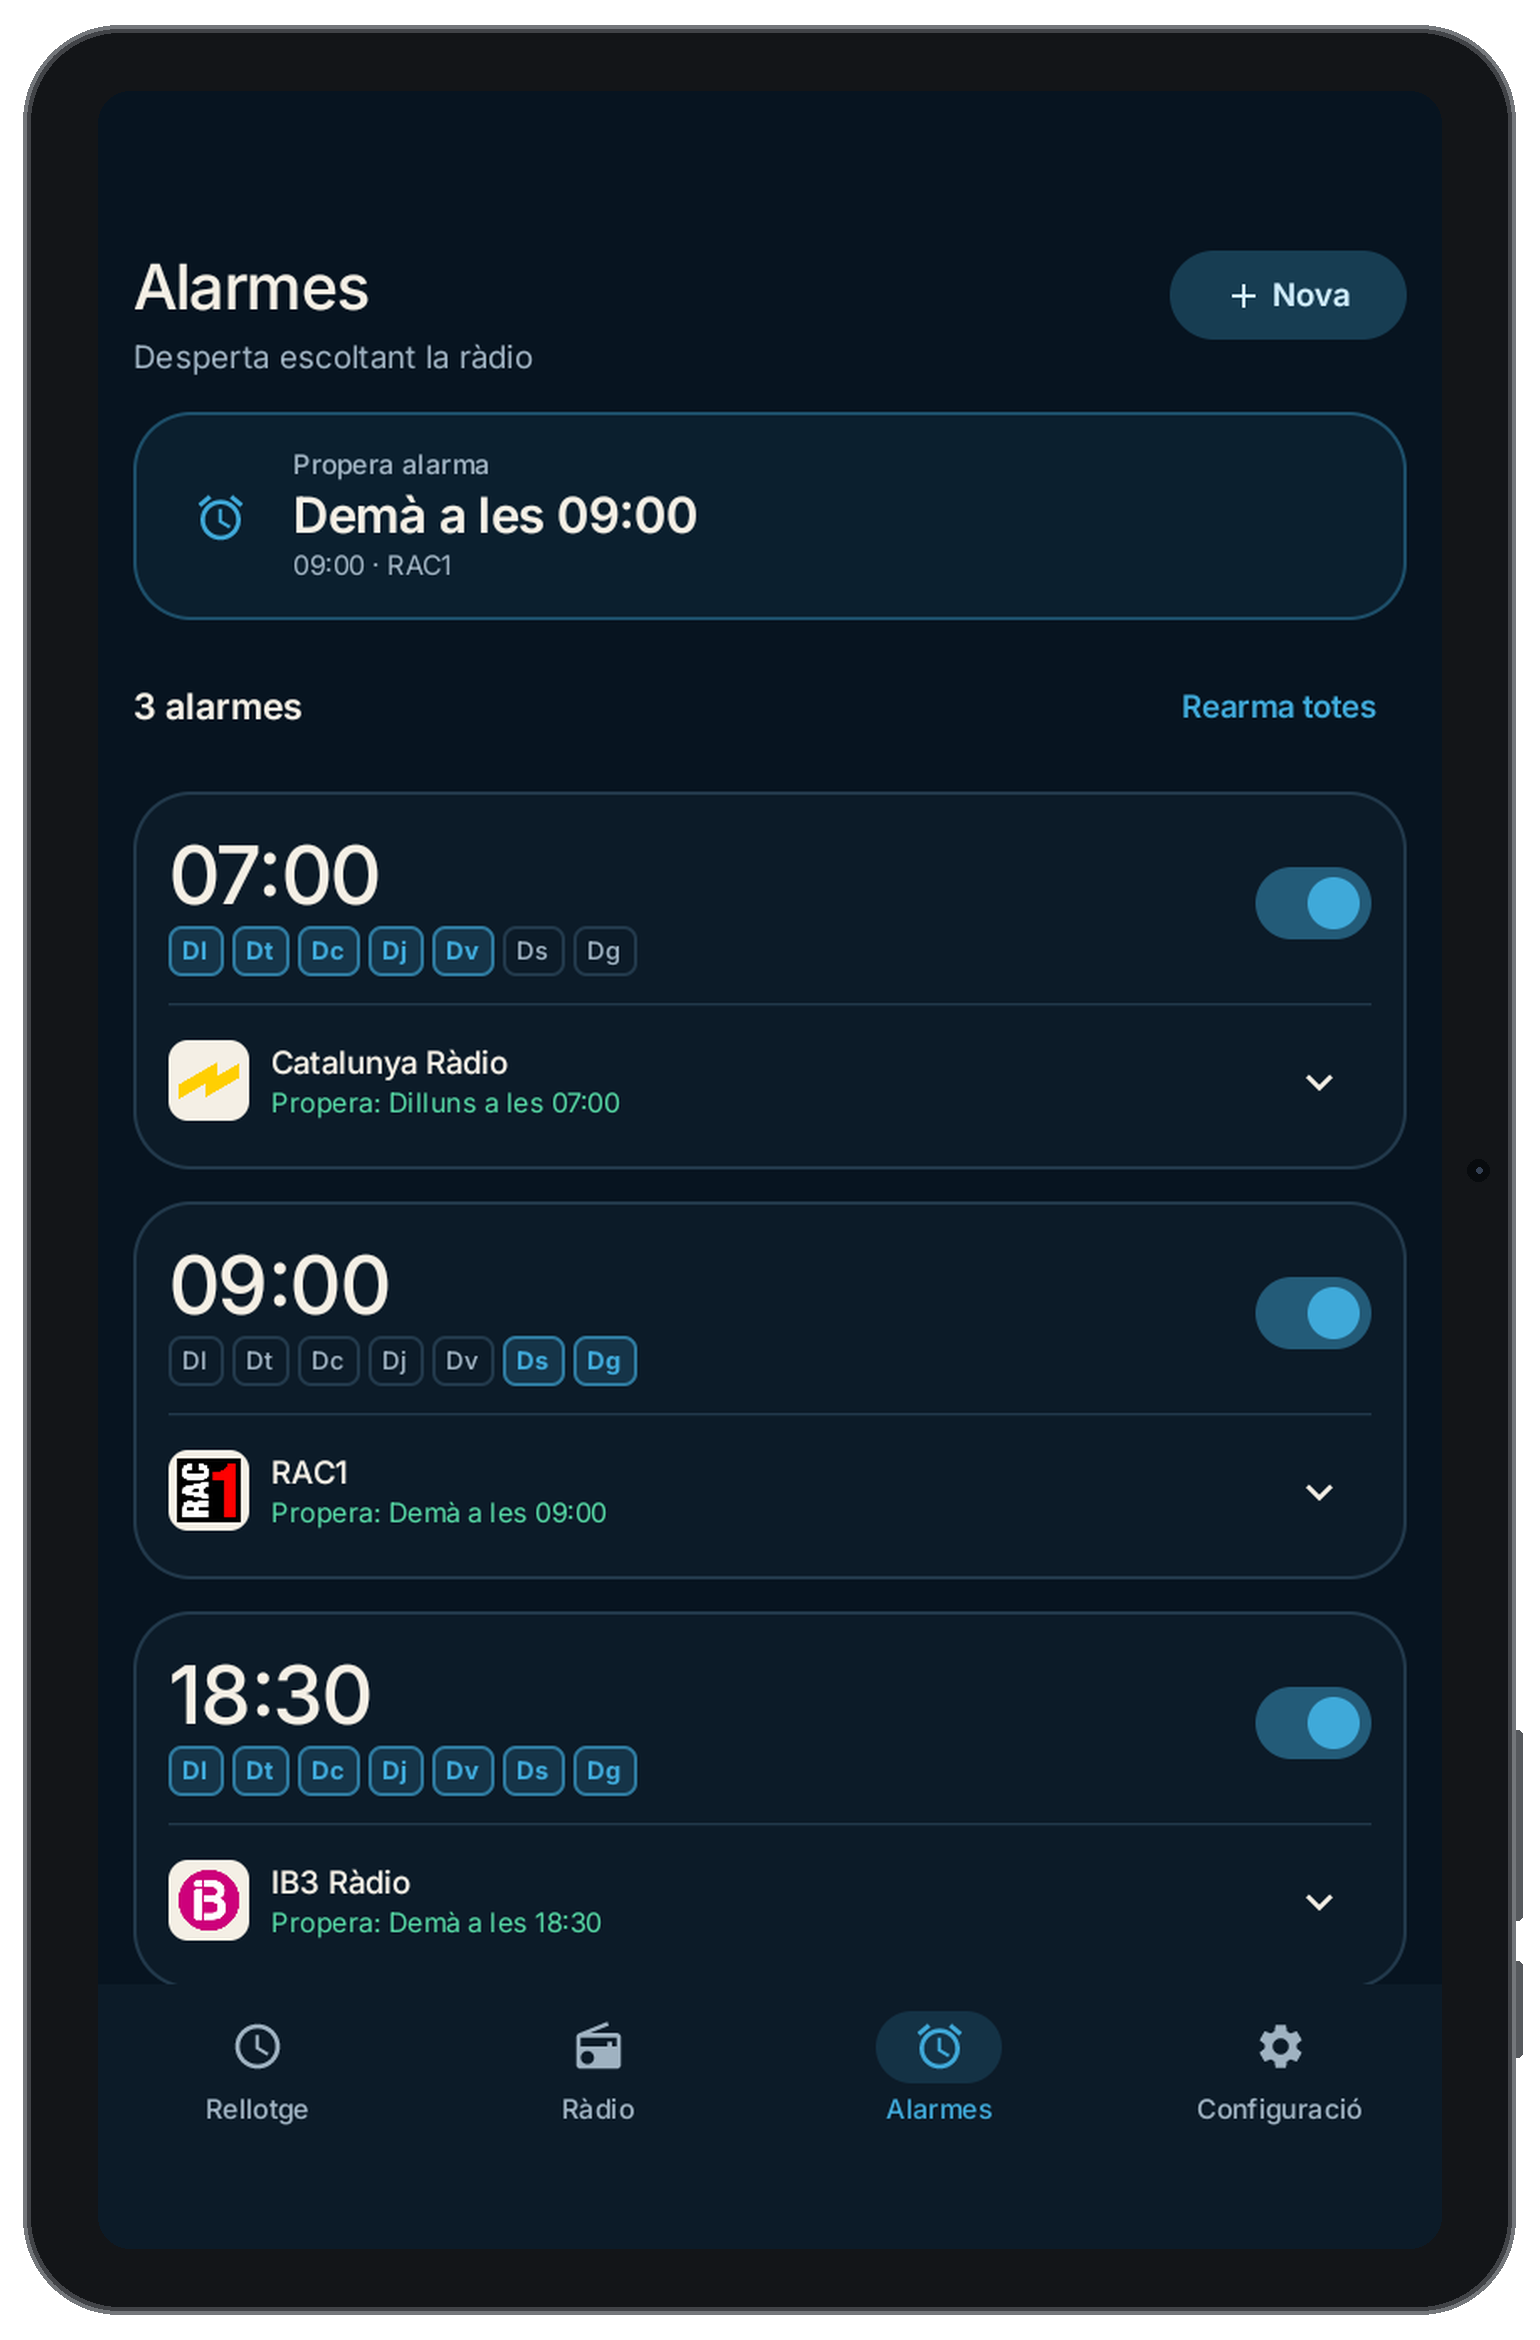 Alarmes
+ Nova
Desperta escoltant la ràdio
Propera alarma
Demà a les 09:00
09:00 · RAC1
3 alarmes
Rearma totes
07:00
Dl Dt Dc Dj Dv Ds Dg
Catalunya Ràdio
Propera: Dilluns a les 07:00
09:00
Dl Dt Dc Dj Dv Ds Dg
RAC1
RAC1
Propera: Demà a les 09:00
18:30
Dl Dt Dc Dj Dv Ds Dg
iB3
IB3 Ràdio
Propera: Demà a les 18:30
Rellotge
Ràdio
Alarmes
Configuració